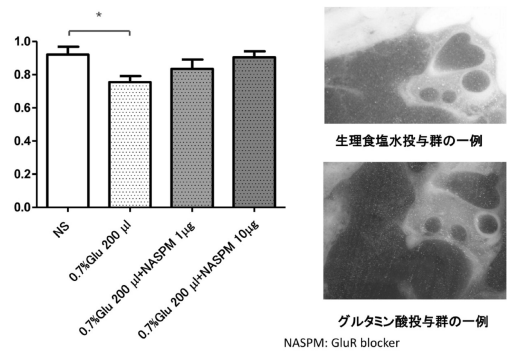 *
1.0
0.8
0.6
0.4
0.2
0.0
NS
0.7%Glu 200 µl
0.7%Glu 200 µl+NASPM 1µg
0.7%Glu 200 µl+NASPM 10µg
生理食塩水投与群の一例
グルタミン酸投与群の一例
NASPM: GluR blocker